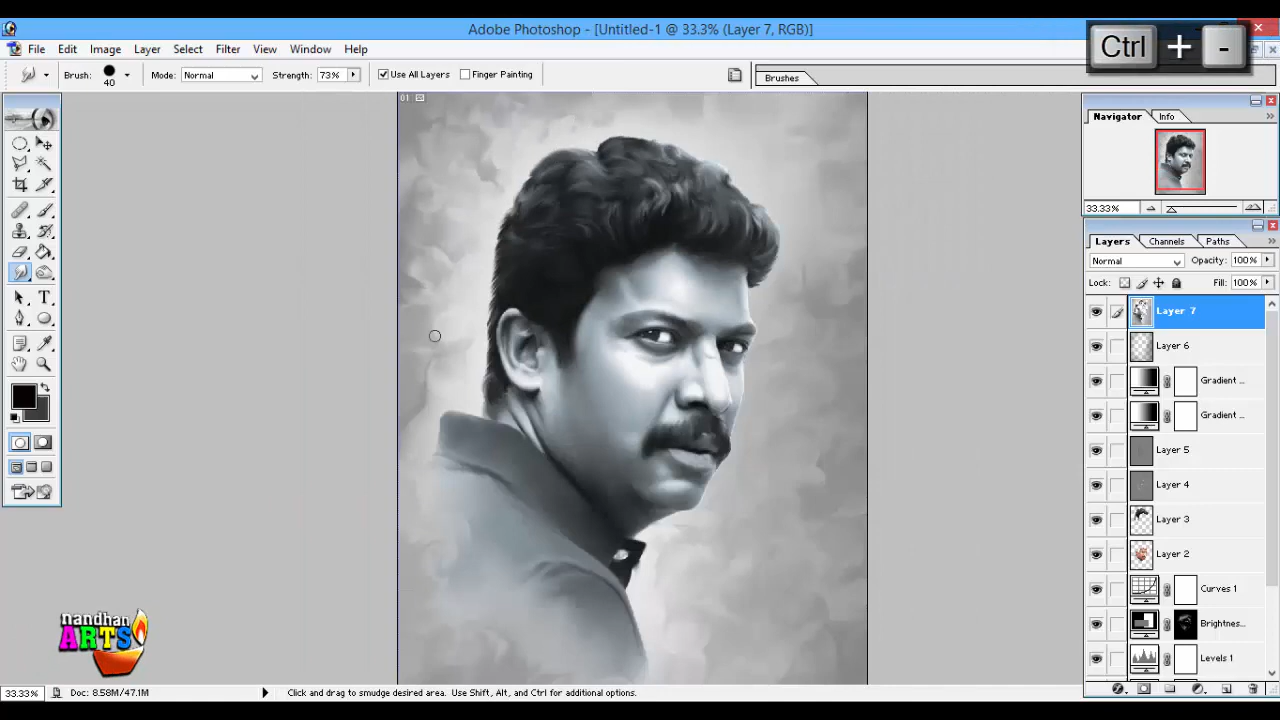 Adobe Photoshop - [Untitled-1 @ 33.3% (Layer 7, RGB)]
Ctrl + -
File Edit Image Layer Select Filter View Window Help
Brush: 40 Mode: Normal Strength: 73% Use All Layers Finger Painting Brushes
01
Navigator Info
33.33%
Layers Channels Paths
Normal Opacity: 100%
Lock: Fill: 100%
Layer 7
Layer 6
Gradient ...
Gradient ...
Layer 5
Layer 4
Layer 3
Layer 2
Curves 1
Brightnes...
Levels 1
nandhan
ARTS
33.33% Doc: 8.58M/47.1M Click and drag to smudge desired area. Use Shift, Alt, and Ctrl for additional options.